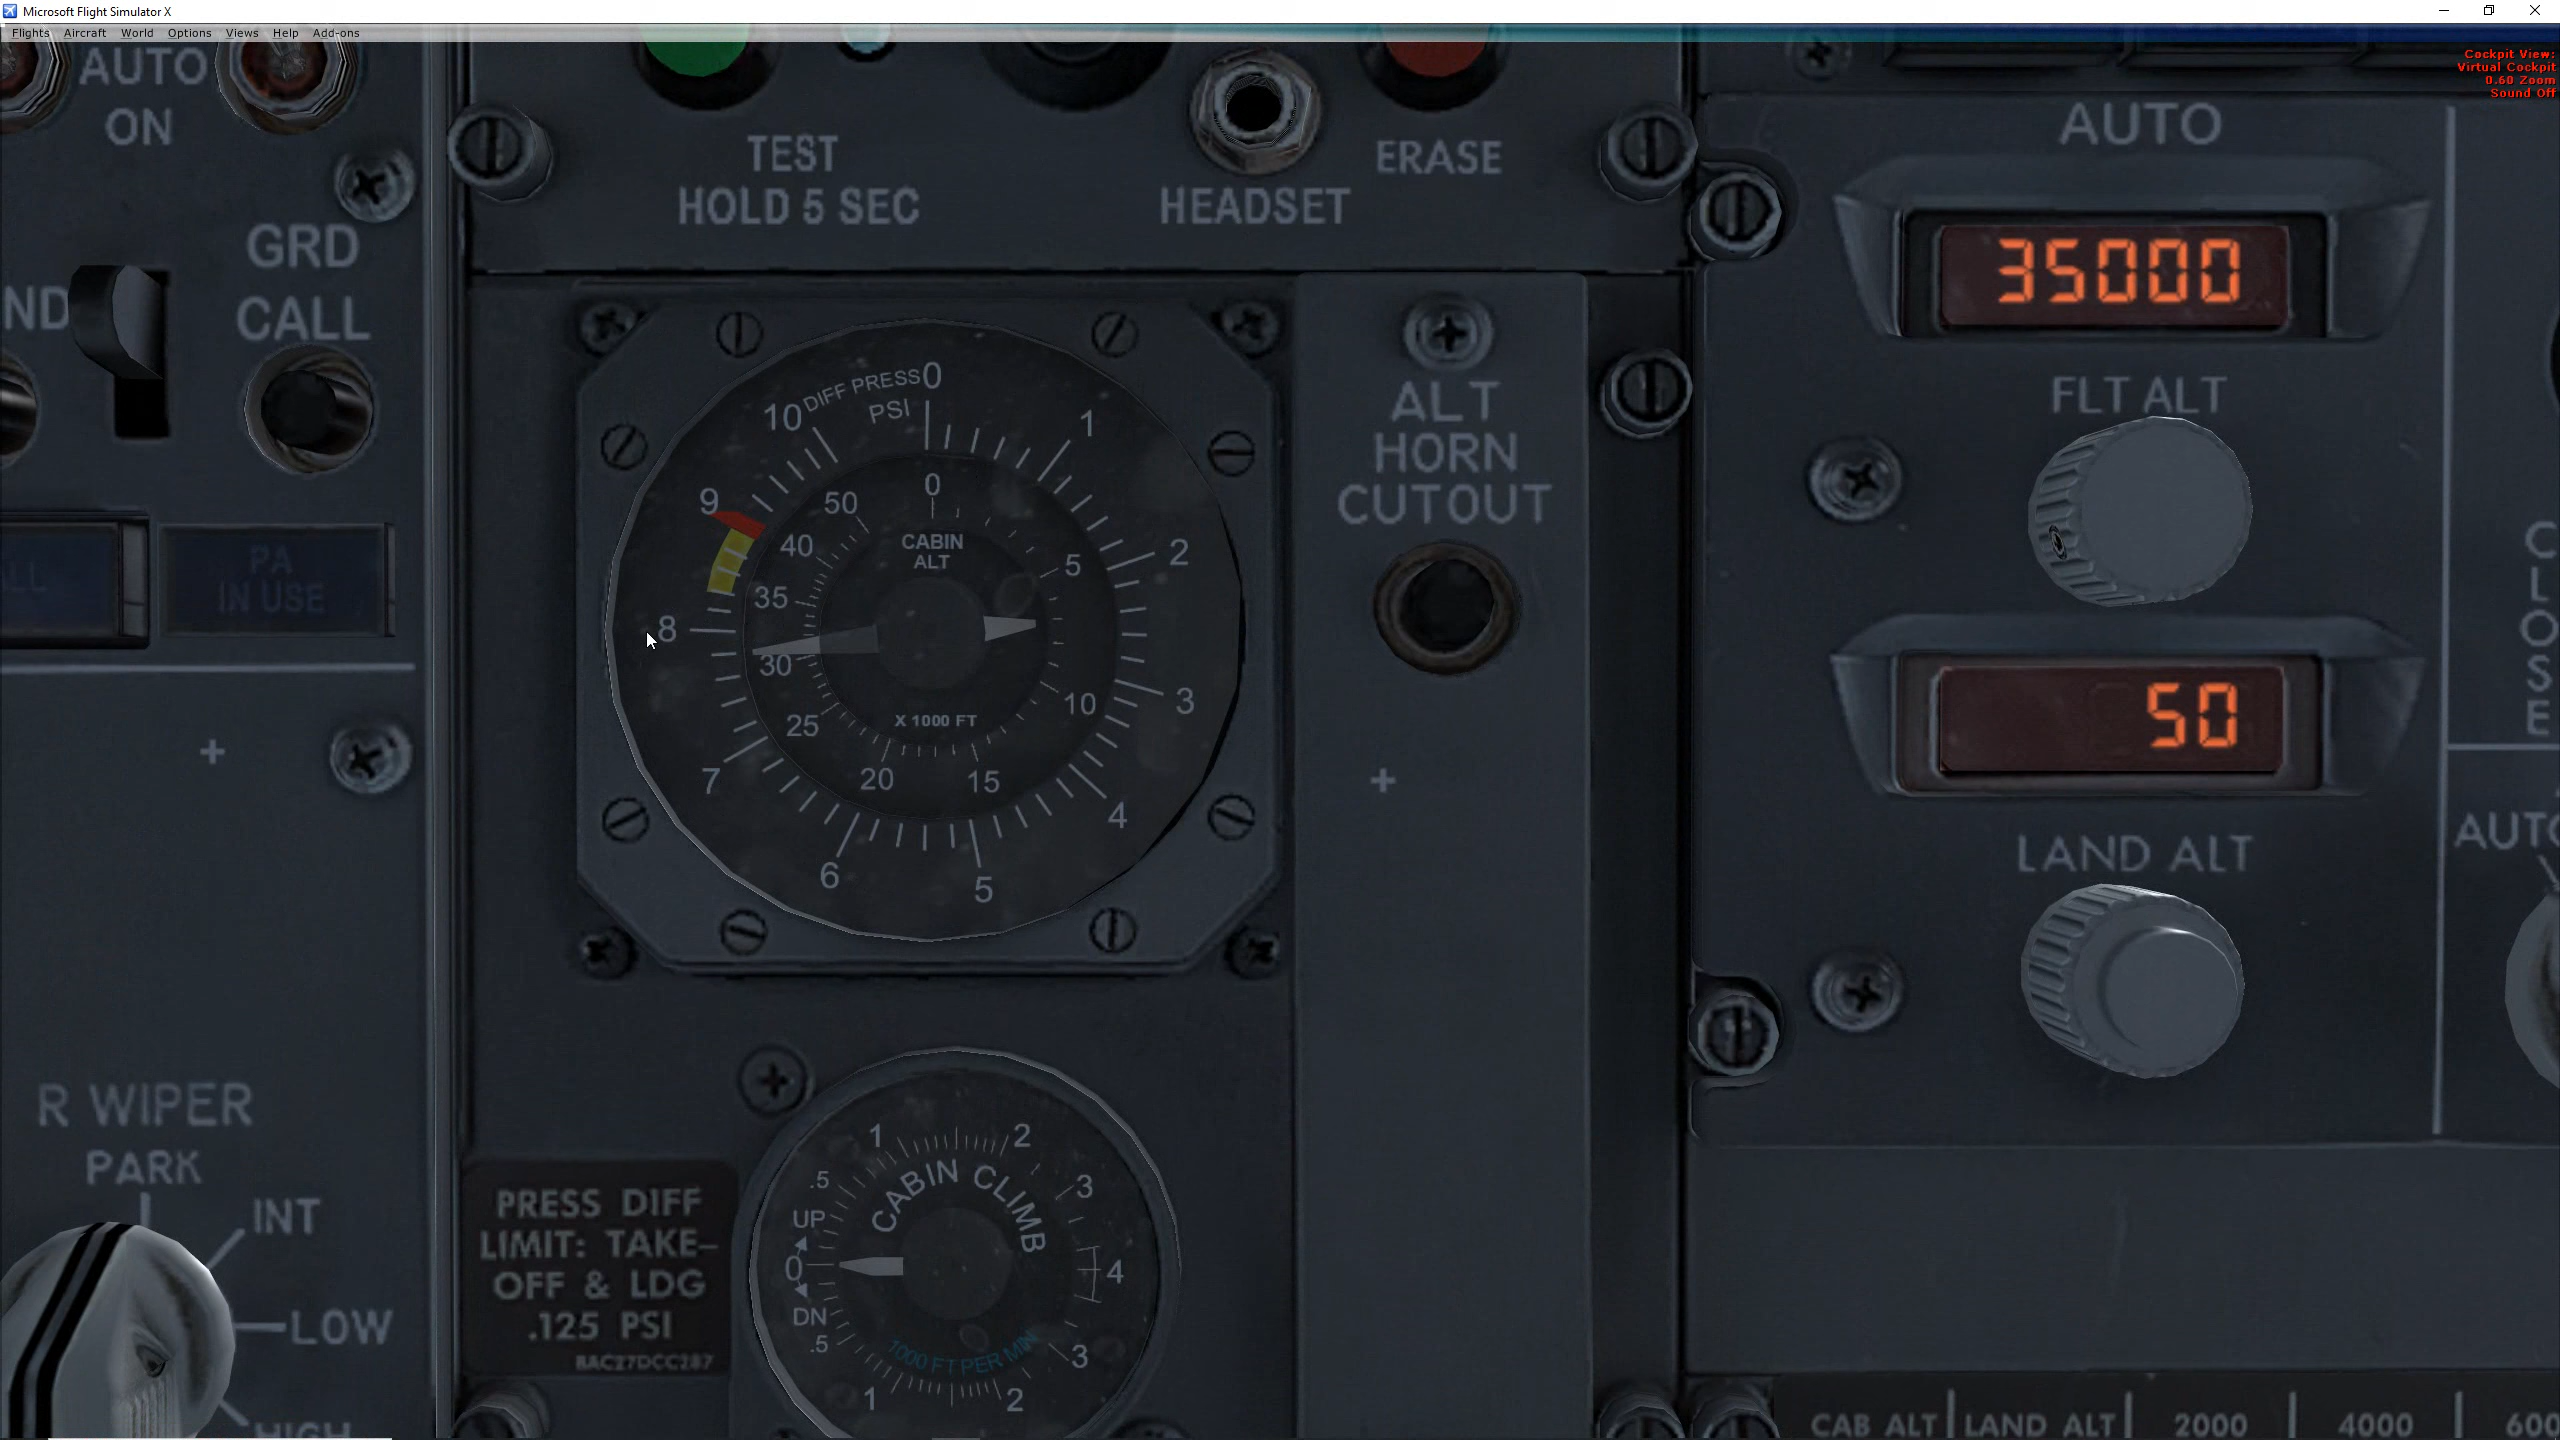 Microsoft Flight Simulator X
Flights Aircraft World Options Views Help Add-ons
Cockpit View:
Virtual Cockpit
0.60 Zoom
Sound Off
AUTO
ON
GRD
CALL
PA
IN USE
R WIPER
PARK
INT
LOW
HIGH
TEST
HOLD 5 SEC
HEADSET
ERASE
DIFF PRESS
PSI
0
1
2
3
4
5
6
7
8
9
10
CABIN
ALT
0
5
10
15
20
25
30
35
40
50
X 1000 FT
ALT
HORN
CUTOUT
PRESS DIFF
LIMIT: TAKE-
OFF & LDG
.125 PSI
BAC27DCC287
CABIN CLIMB
1
2
3
4
3
2
1
.5
UP
0
DN
.5
1000 FT PER MIN
AUTO
35000
FLT ALT
50
LAND ALT
CLOSE
AUTO
CAB ALT LAND ALT 2000 4000